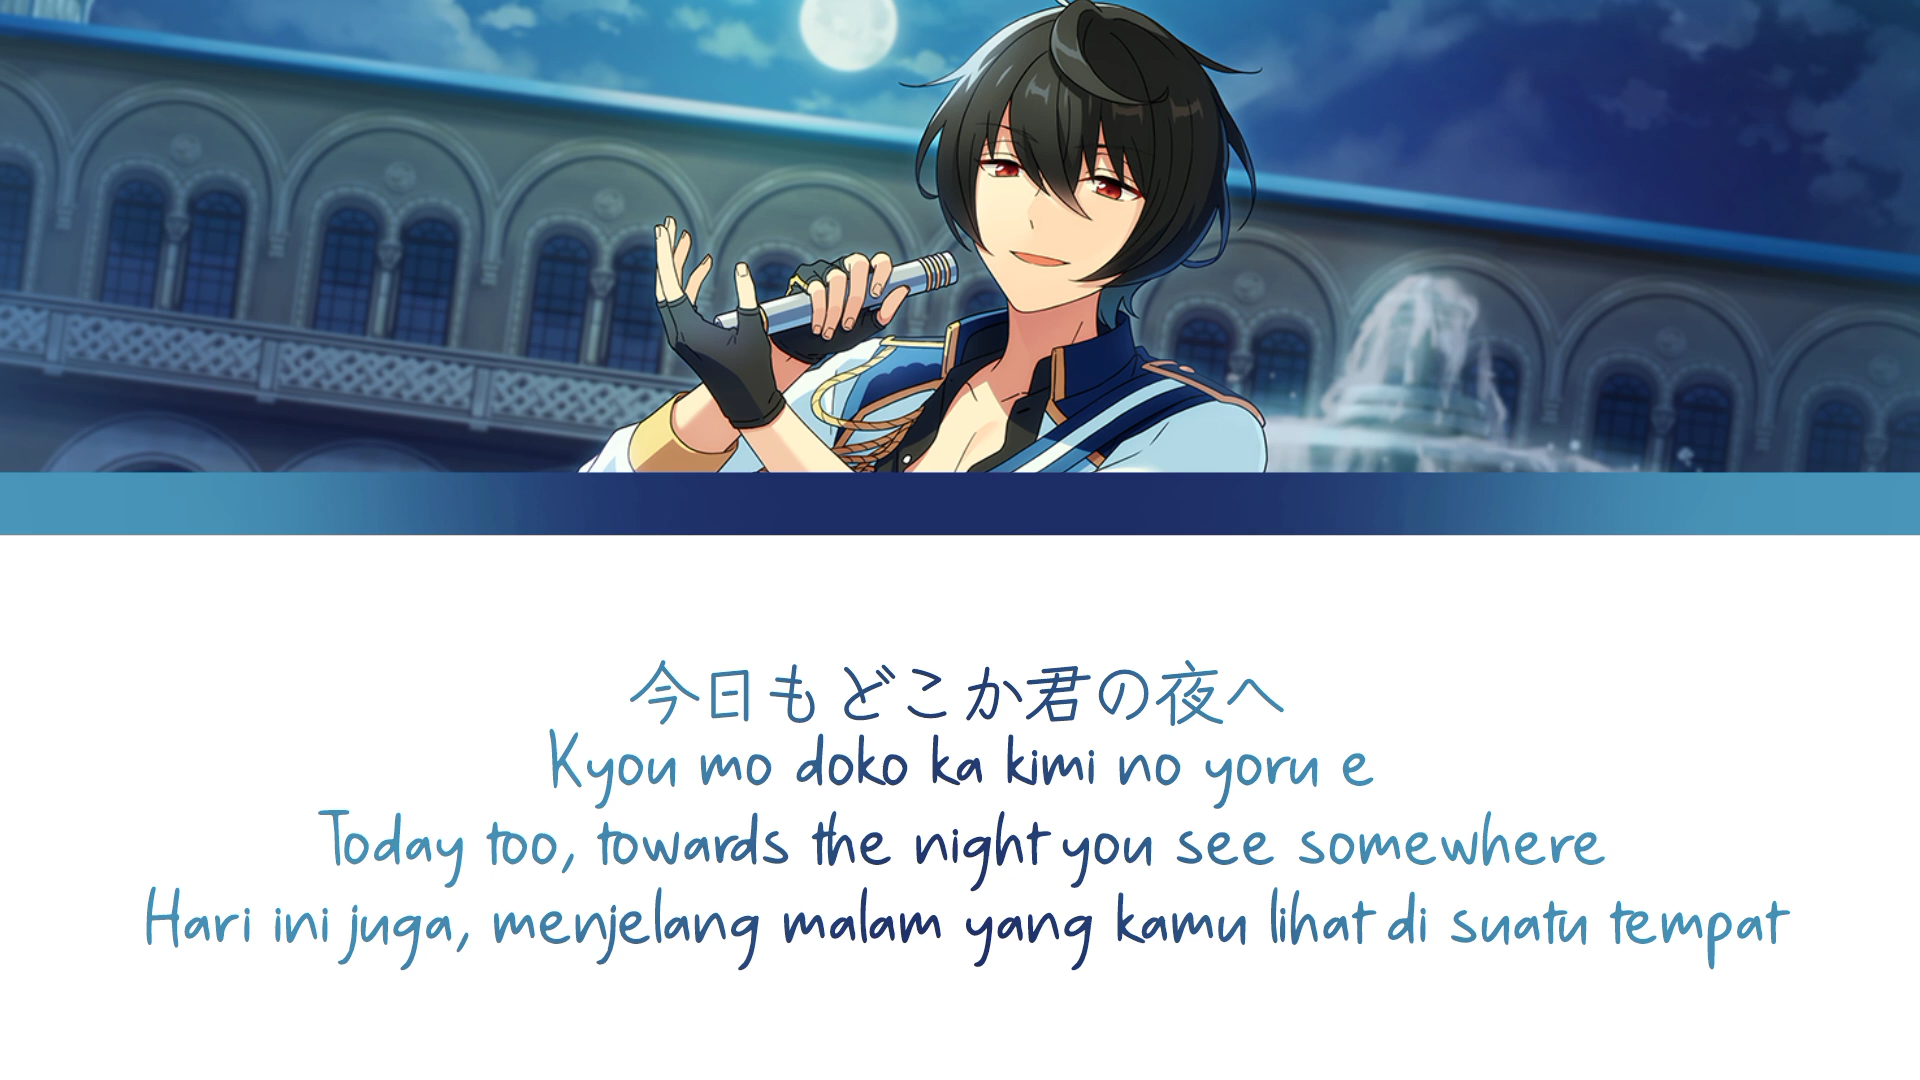 今日もどこか君の夜へ
Kyou mo doko ka kimi no yoru e
Today too, towards the night you see somewhere
Hari ini juga, menjelang malam yang kamu lihat di suatu tempat